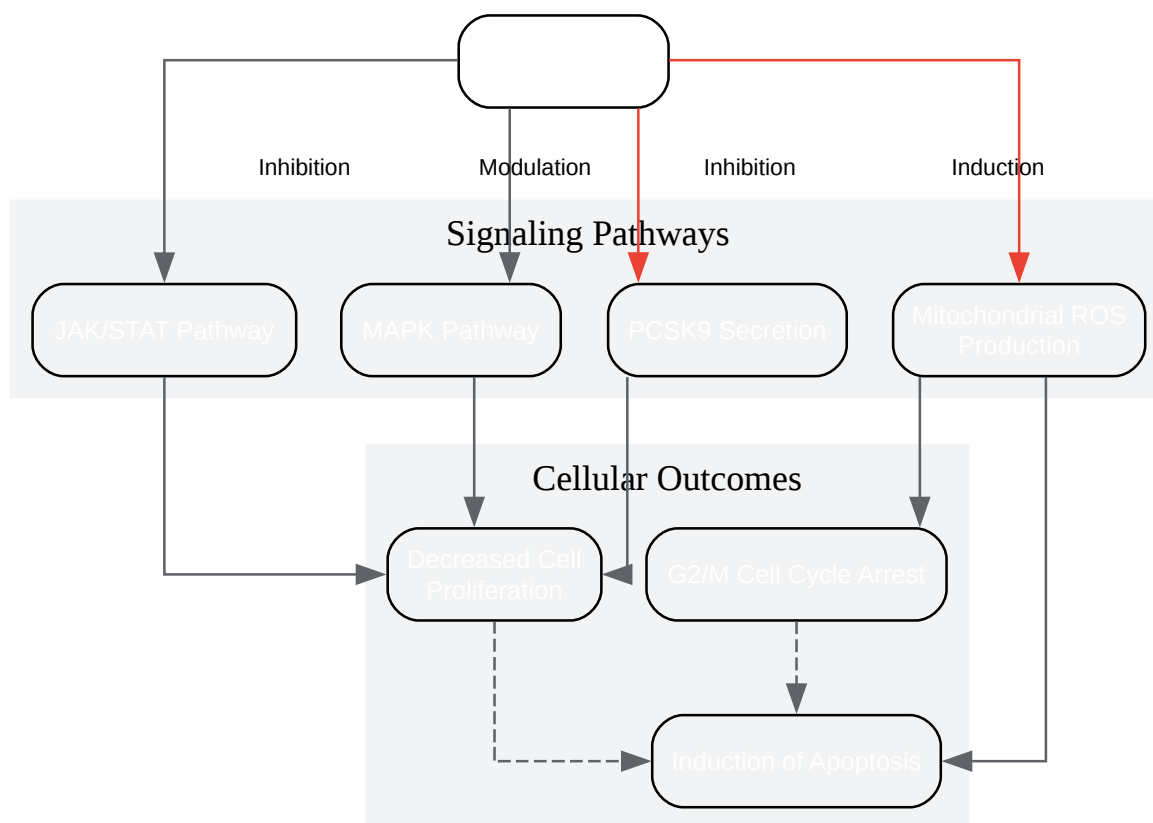 Inhibition
Modulation
Inhibition
Induction
Signaling Pathways
JAK/STAT Pathway
MAPK Pathway
PCSK9 Secretion
Mitochondrial ROS
Production
Cellular Outcomes
Decreased Cell
Proliferation
G2/M Cell Cycle Arrest
Induction of Apoptosis